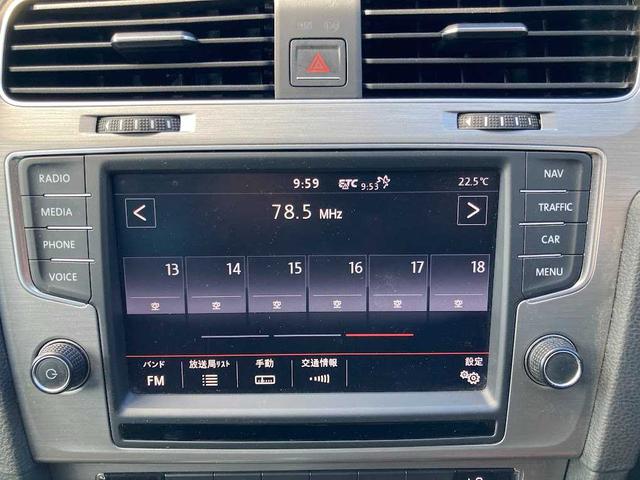 RADIO
MEDIA
PHONE
VOICE
9:59 ETC 9:53 22.5℃
78.5 MHz
13 14 15 16 17 18
空 空 空 空 空 空
バンド 放送局リスト 手動 交通情報 設定
FM
NAV
TRAFFIC
CAR
MENU